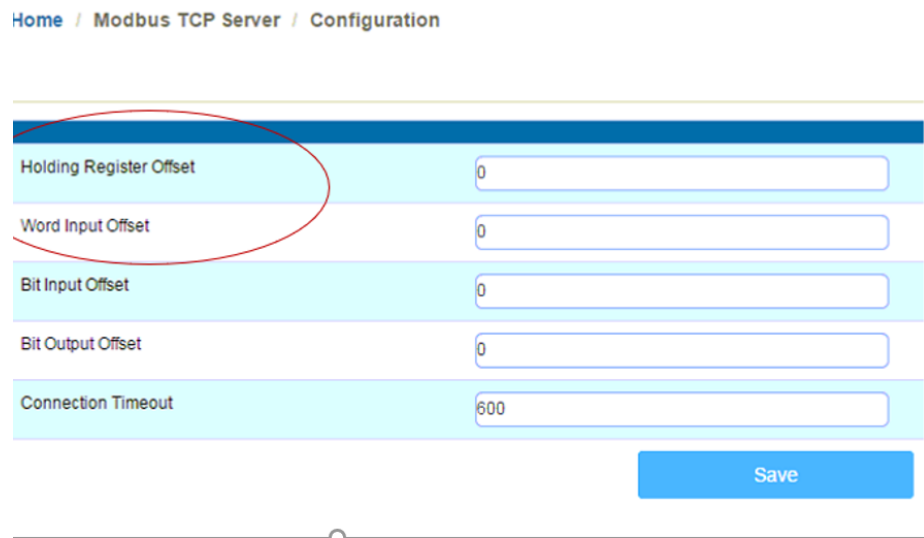 Home / Modbus TCP Server / Configuration
Holding Register Offset 0
Word Input Offset 0
Bit Input Offset 0
Bit Output Offset 0
Connection Timeout 600
Save